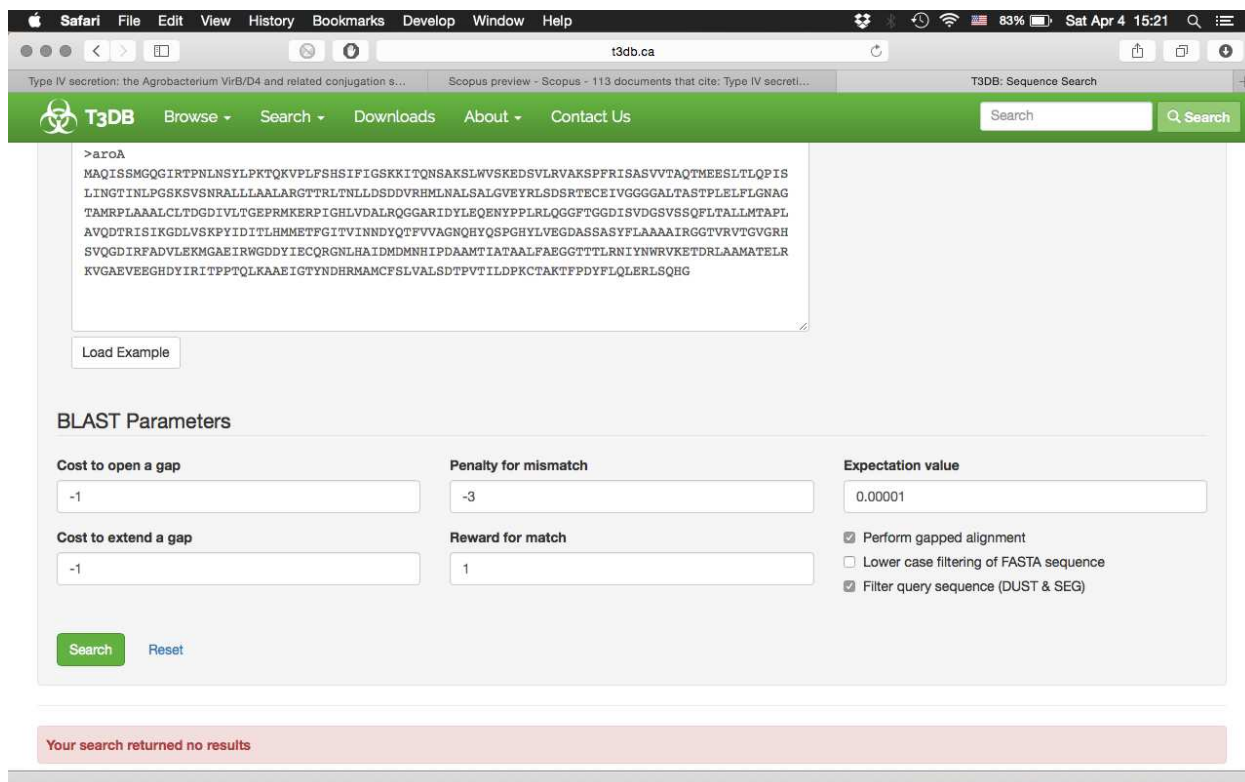 Safari File Edit View History Bookmarks Develop Window Help 83% Sat Apr 4 15:21
t3db.ca
Type IV secretion: the Agrobacterium VirB/D4 and related conjugation s... Scopus preview - Scopus - 113 documents that cite: Type IV secreti... T3DB: Sequence Search
T3DB Browse Search Downloads About Contact Us Search Search
>aroA
MAQISSMGQGIRTPNLNSYLPKTQKVPLFSHSIFIGSKKITQNSAKSLWVSKEDSVLRVAKSPFRISASVVTAQTMEESLTLQPIS
LINGTINLPGSKSVSNRALLLAALARGTTRLTNLLDSDDVRHMLNALSALGVEYRLSDSRTECEIVGGGGALTASTPLELFLGNAG
TAMRPLAAALCLTDGDIVLTGEPRMKERPIGHLVDALRQGGARIDYLEQENYPPLRLQGGFTGGDISVDGSVSSQFLTALLMTAPL
AVQDTRISIKGDLVSKPYIDITLHMMETFGITVINNDYQTFVVAGNQHYQSPGHYLVEGDASSASYFLAAAAIRGGTVRVTGVGRH
SVQGDIRFADVLEKMGAEIRWGDDYIECQRGNLHAIDMDMNHIPDAAMTIATAALFAEGGTTTLRNIYNWRVKETDRLAAMATELR
KVGAEVEEGHDYIRITPPTQLKAAEIGTYNDHRMAMCFSLVALSDTPVTILDPKCTAKTFPDYFLQLERLSQHG
Load Example
BLAST Parameters
Cost to open a gap Penalty for mismatch Expectation value
-1 -3 0.00001
Cost to extend a gap Reward for match Perform gapped alignment
-1 1 Lower case filtering of FASTA sequence
Filter query sequence (DUST & SEG)
Search Reset
Your search returned no results